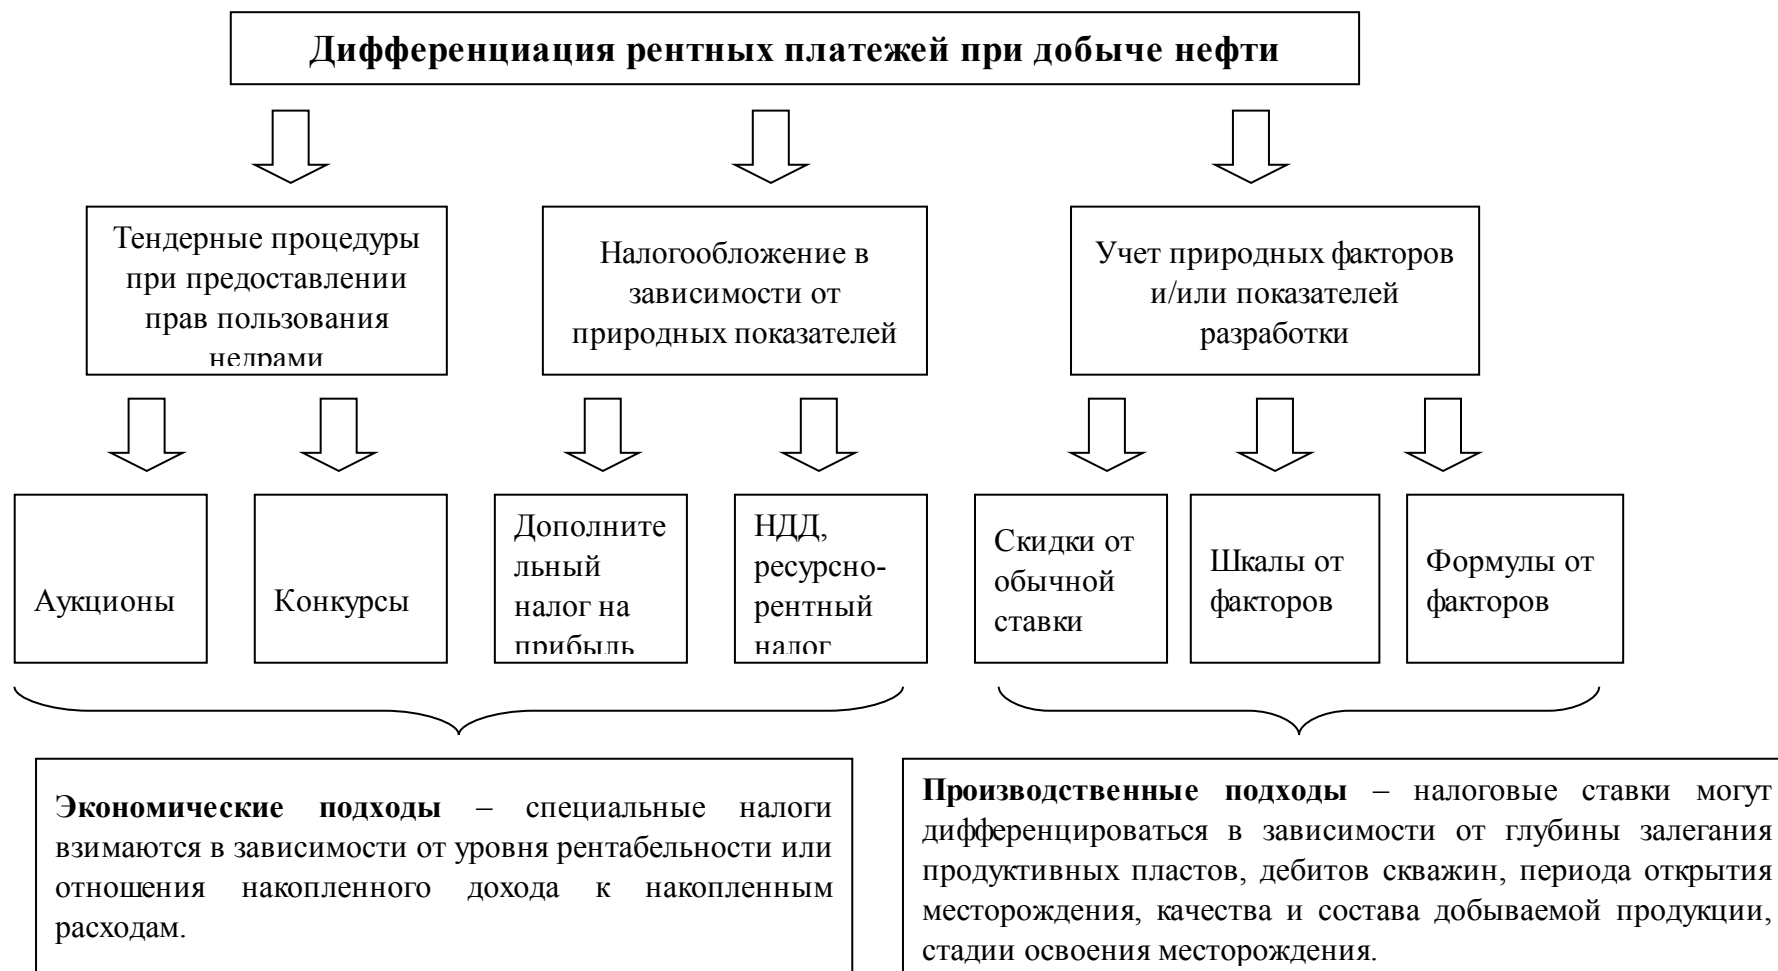 Дифференциация рентных платежей при добыче нефти
Тендерные процедуры
при предоставлении
прав пользования
недрами
Налогообложение в
зависимости от
природных показателей
Учет природных факторов
и/или показателей
разработки
Аукционы
Конкурсы
Дополните
льный
налог на
прибыль
НДД,
ресурсно-
рентный
налог
Скидки от
обычной
ставки
Шкалы от
факторов
Формулы от
факторов
Экономические подходы – специальные налоги
взимаются в зависимости от уровня рентабельности или
отношения накопленного дохода к накопленным
расходам.
Производственные подходы – налоговые ставки могут
дифференцироваться в зависимости от глубины залегания
продуктивных пластов, дебитов скважин, периода открытия
месторождения, качества и состава добываемой продукции,
стадии освоения месторождения.